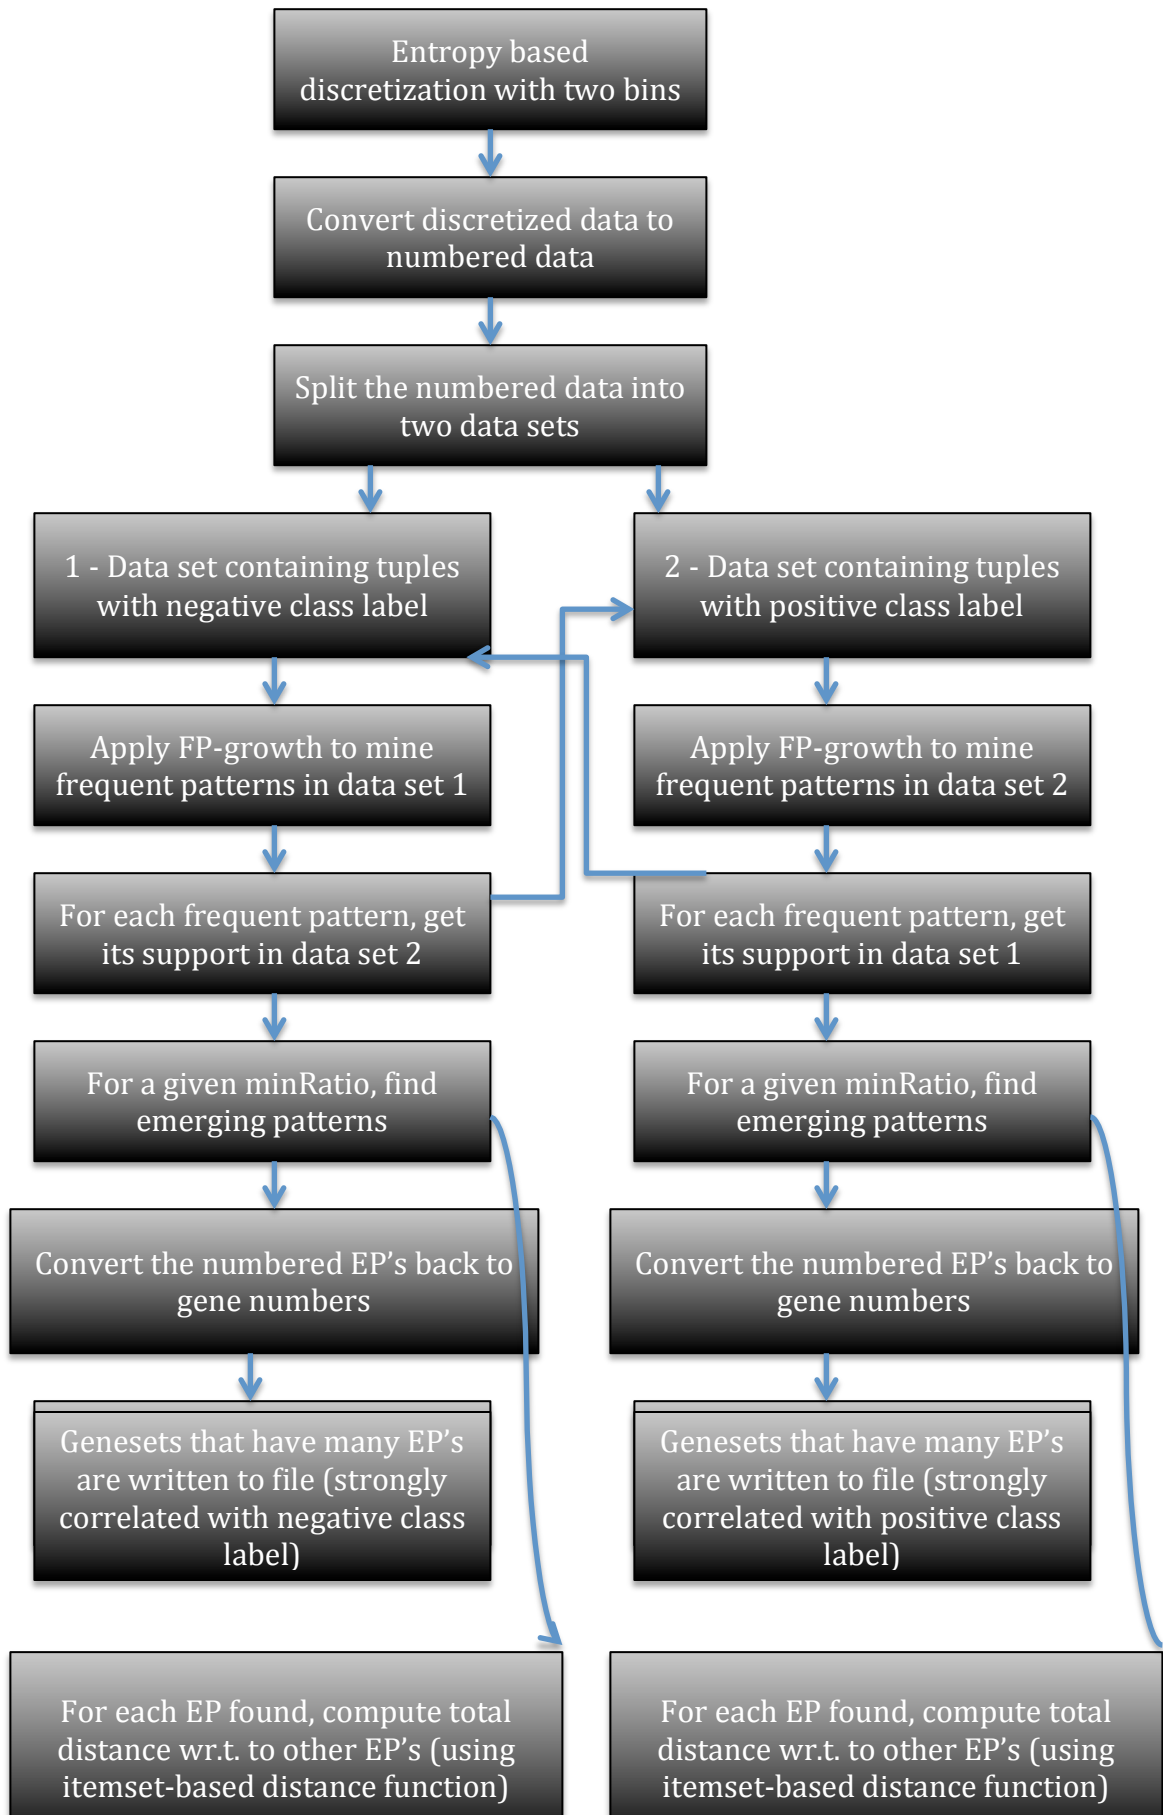 Entropy based
discretization with two bins
Convert discretized data to
numbered data
Split the numbered data into
two data sets
1 - Data set containing tuples
with negative class label
2 - Data set containing tuples
with positive class label
Apply FP-growth to mine
frequent patterns in data set 1
Apply FP-growth to mine
frequent patterns in data set 2
For each frequent pattern, get
its support in data set 2
For each frequent pattern, get
its support in data set 1
For a given minRatio, find
emerging patterns
For a given minRatio, find
emerging patterns
Convert the numbered EP’s back to
gene numbers
Convert the numbered EP’s back to
gene numbers
Genesets that have many EP’s
are written to file (strongly
correlated with negative class
label)
Genesets that have many EP’s
are written to file (strongly
correlated with positive class
label)
For each EP found, compute total
distance wr.t. to other EP’s (using
itemset-based distance function)
For each EP found, compute total
distance wr.t. to other EP’s (using
itemset-based distance function)